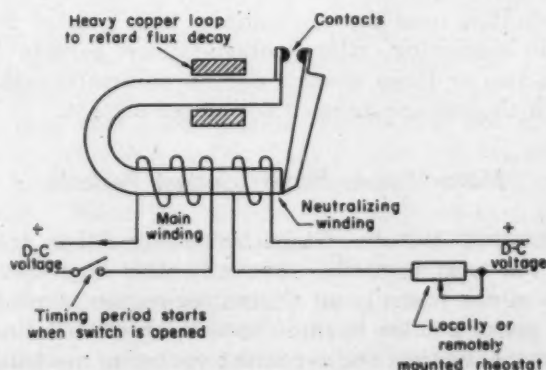 Heavy copper loop
to retard flux decay
Contacts
Main
winding
Neutralizing
winding
+
D-C
voltage
-
+
D-C
voltage
-
Timing period starts
when switch is opened
Locally or
remotely
mounted rheostat